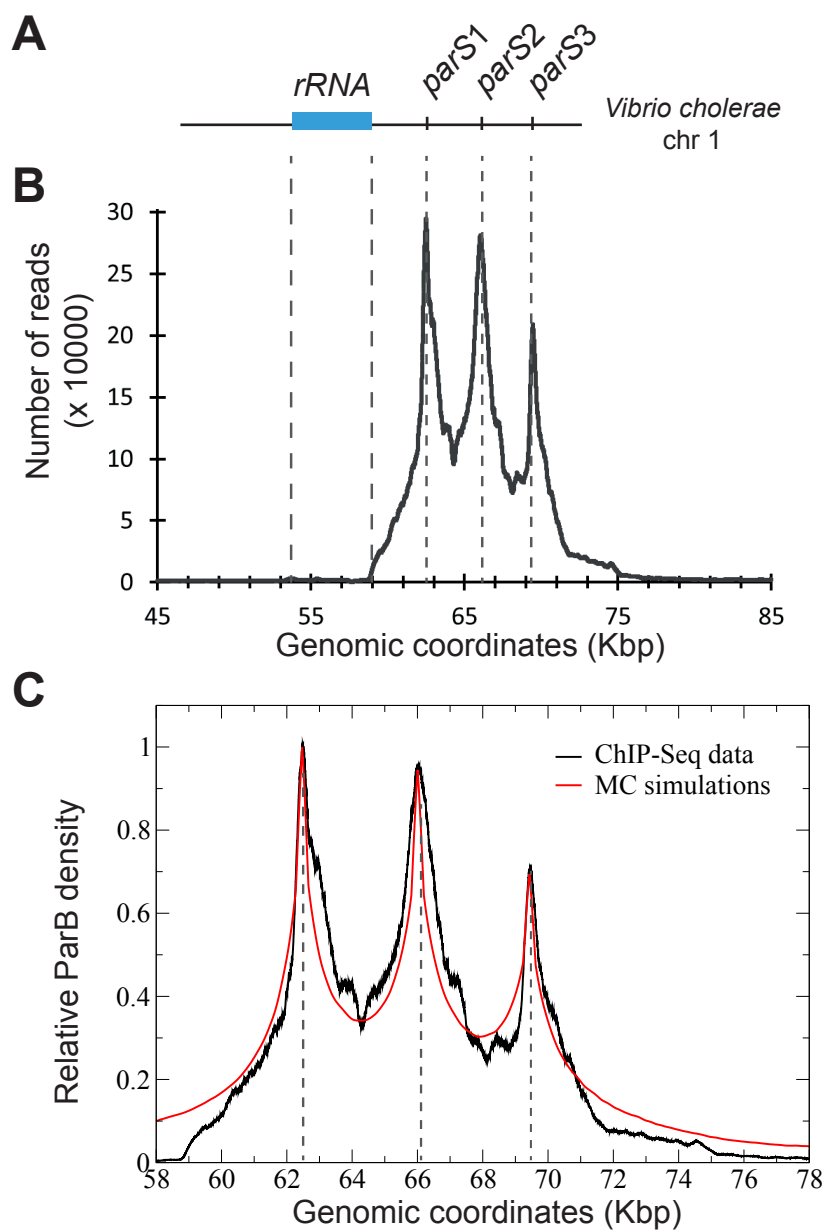 A
rRNA
parS1
parS2
parS3
Vibrio cholerae
chr 1
B
Number of reads
(x 10000)
30
25
20
15
10
5
0
45
55
65
75
85
Genomic coordinates (Kbp)
C
Relative ParB density
1
0.8
0.6
0.4
0.2
0
ChIP-Seq data
MC simulations
58
60
62
64
66
68
70
72
74
76
78
Genomic coordinates (Kbp)